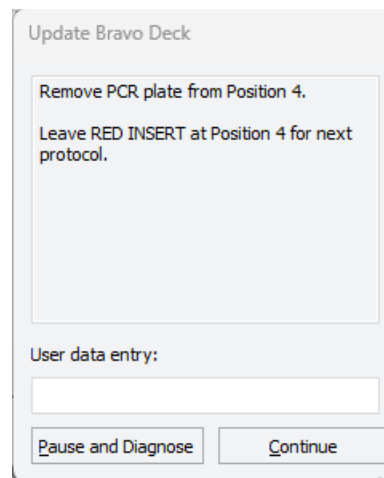 Update Bravo Deck
Remove PCR plate from Position 4.
Leave RED INSERT at Position 4 for next
protocol.
User data entry:
Pause and Diagnose
Continue